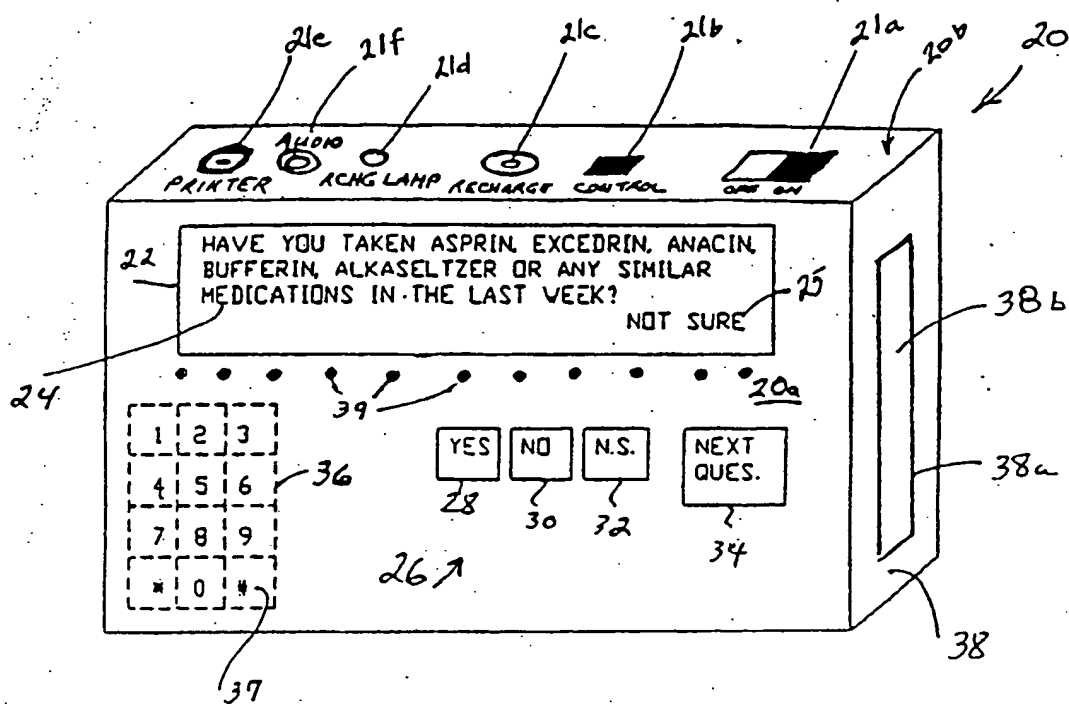 21e 21f 21d 21c 21b 21a 20b 20
AUDIO
PRINTER RCHG LAMP RECHARGE CONTROL OFF ON
22
HAVE YOU TAKEN ASPRIN, EXCEDRIN, ANACIN,
BUFFERIN, ALKASELTZER OR ANY SIMILAR
MEDICATIONS IN THE LAST WEEK?
NOT SURE
25
38b
24
39
20a
1 2 3
4 5 6
7 8 9
* 0 #
36
YES NO N.S. NEXT
QUES.
28 30 32 34
38a
26
38
37